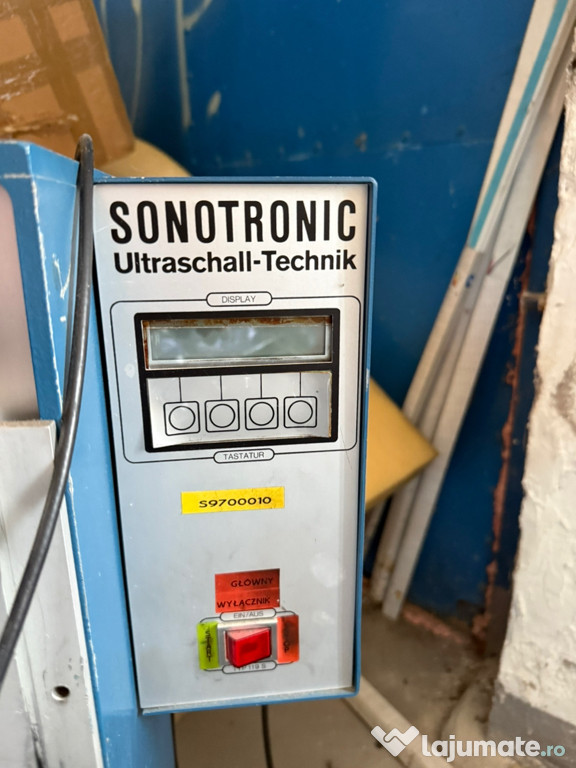 SONOTRONIC
Ultraschall-Technik
DISPLAY
TASTATUR
S9700010
GŁÓWNY
WYŁĄCZNIK
EIN/AUS
lajumate.ro